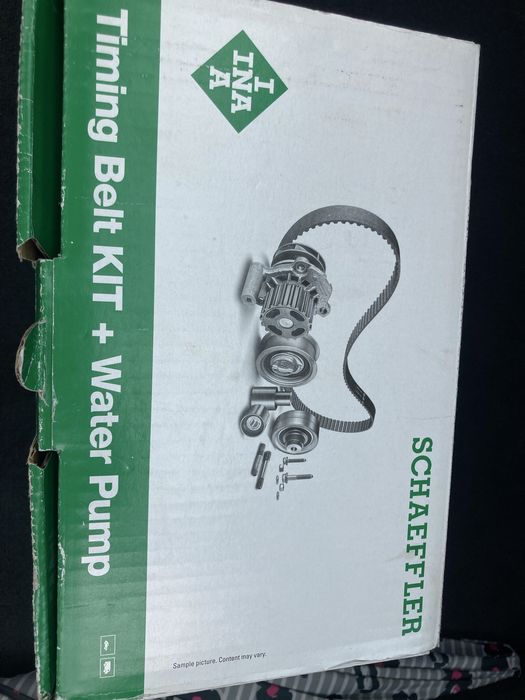 I
INA
A
SCHAEFFLER
Sample picture. Content may vary.
Timing Belt KIT + Water Pump